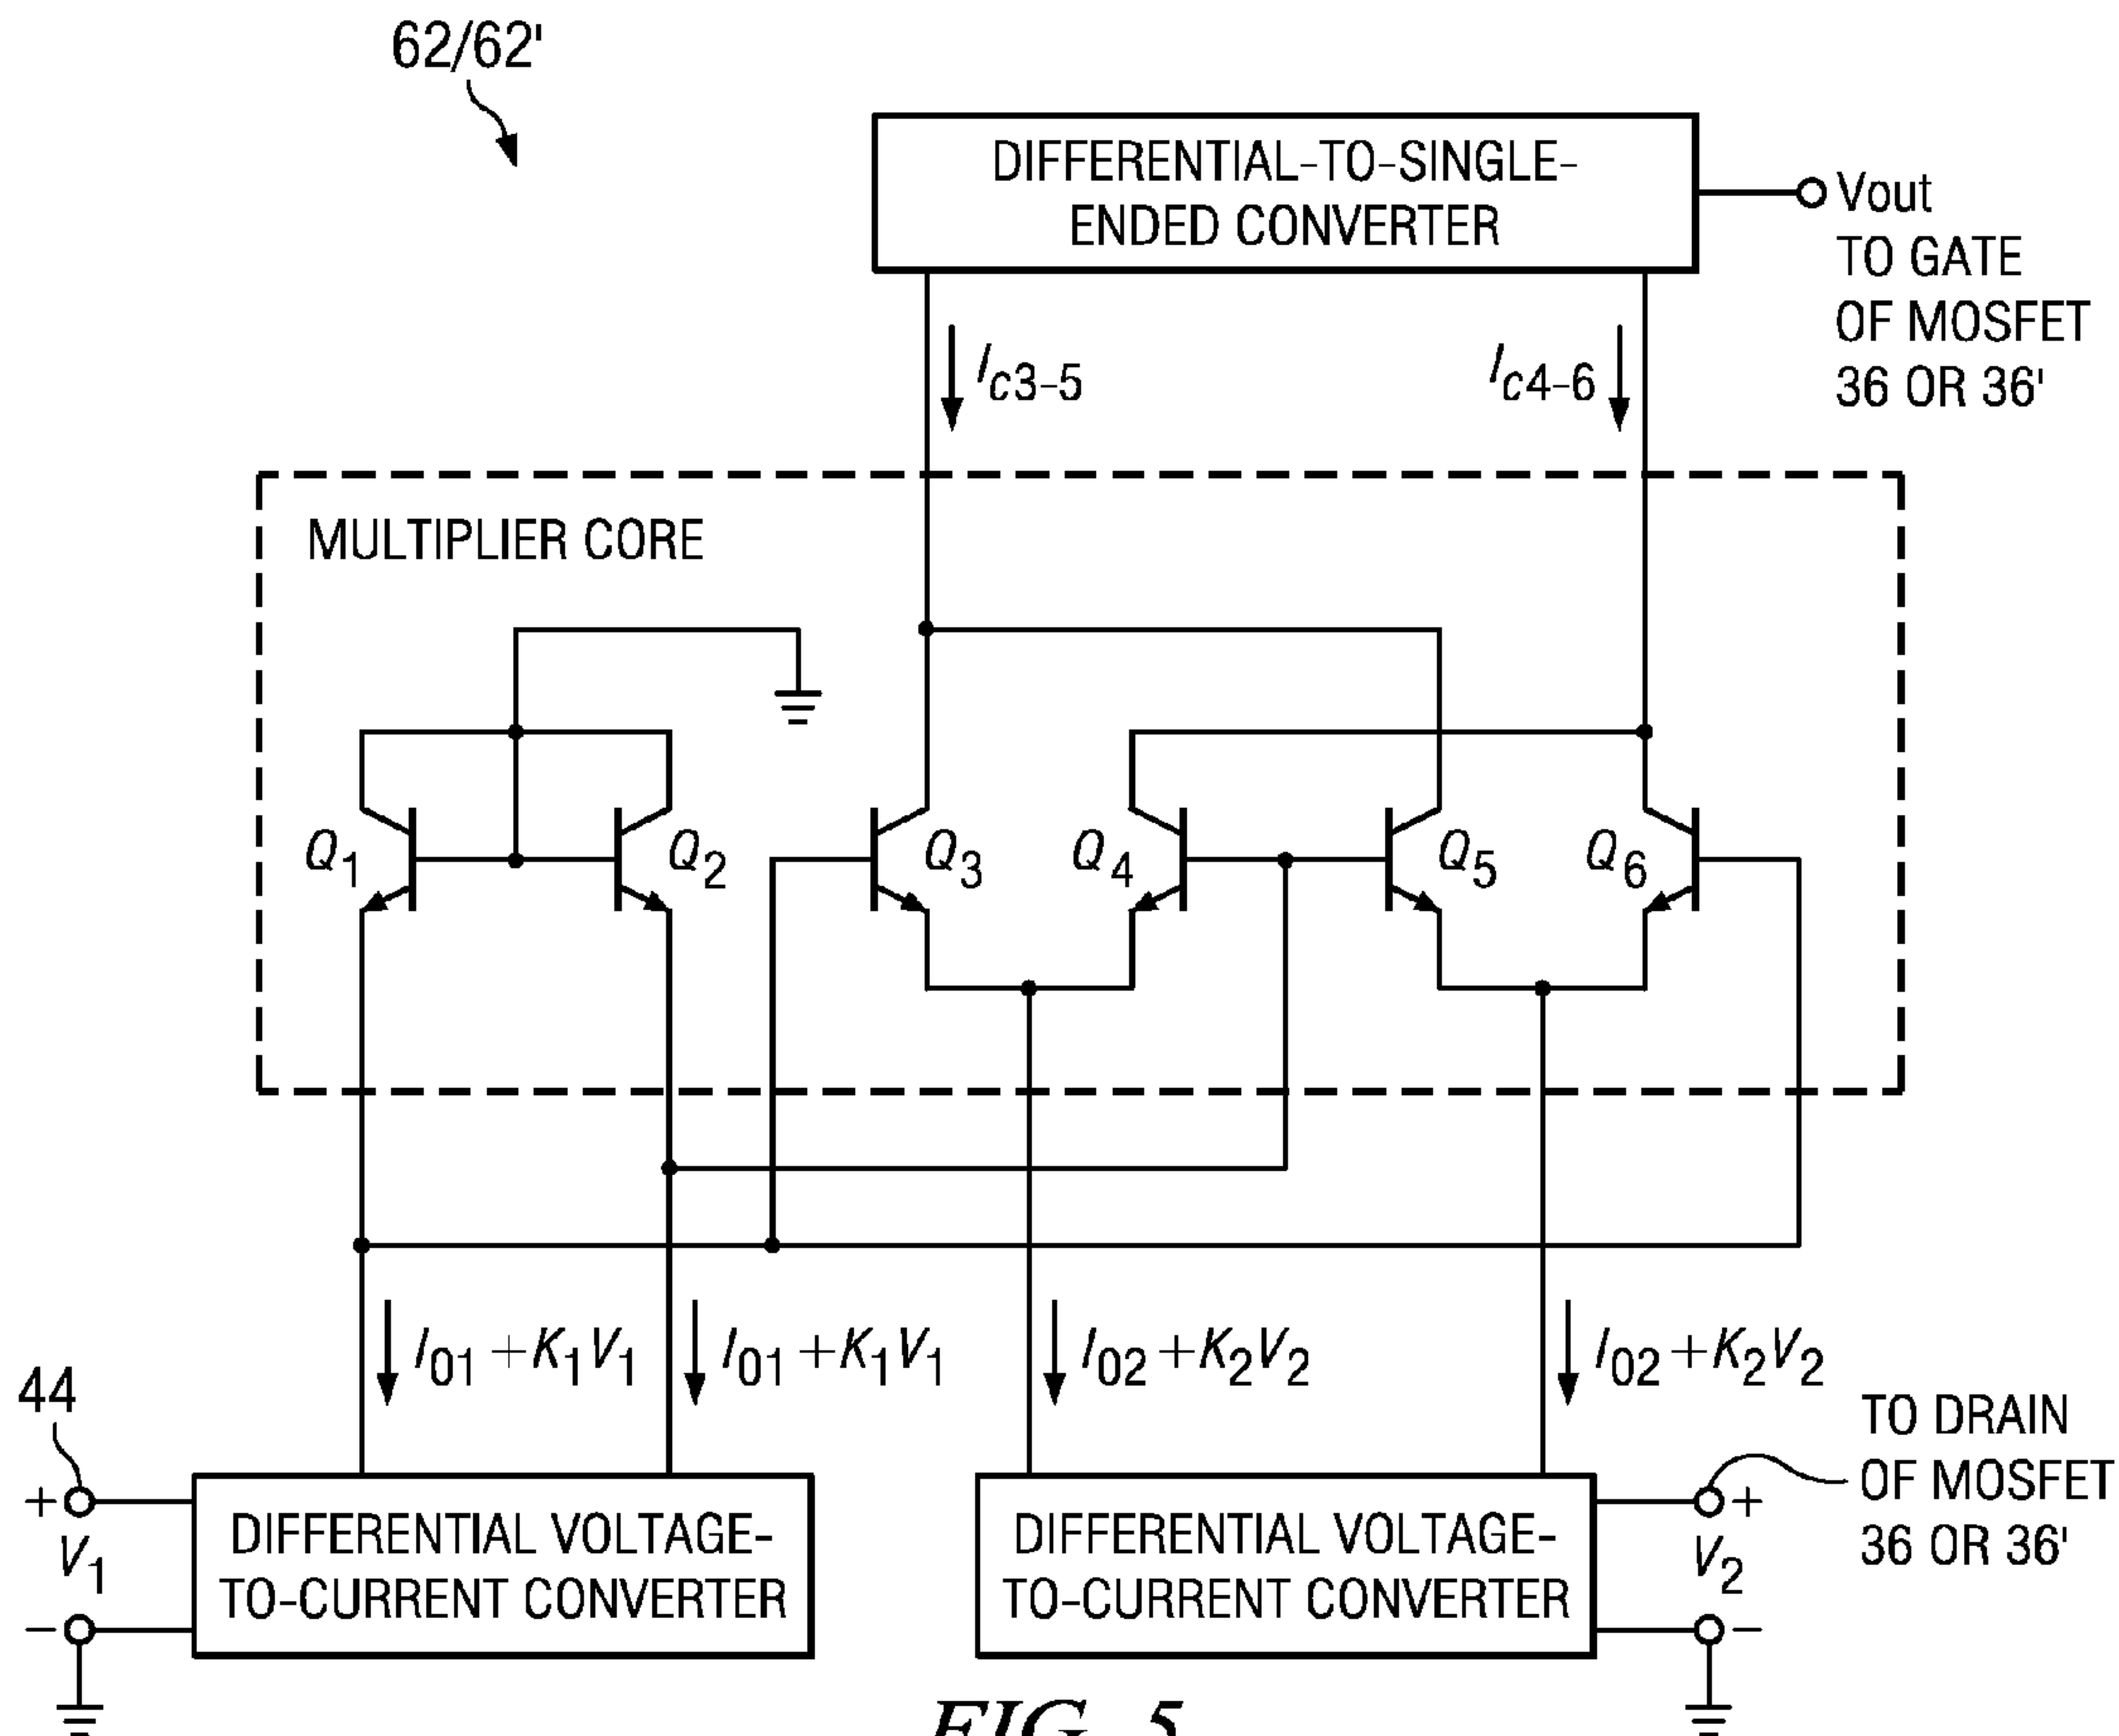 62/62'
DIFFERENTIAL-TO-SINGLE-
ENDED CONVERTER
Vout
TO GATE
OF MOSFET
36 OR 36'
Ic3-5
Ic4-6
MULTIPLIER CORE
Q1
Q2
Q3
Q4
Q5
Q6
I01+K1V1
I01+K1V1
I02+K2V2
I02+K2V2
44
+
V1
−
DIFFERENTIAL VOLTAGE-
TO-CURRENT CONVERTER
DIFFERENTIAL VOLTAGE-
TO-CURRENT CONVERTER
+
V2
−
TO DRAIN
OF MOSFET
36 OR 36'
FIG. 5